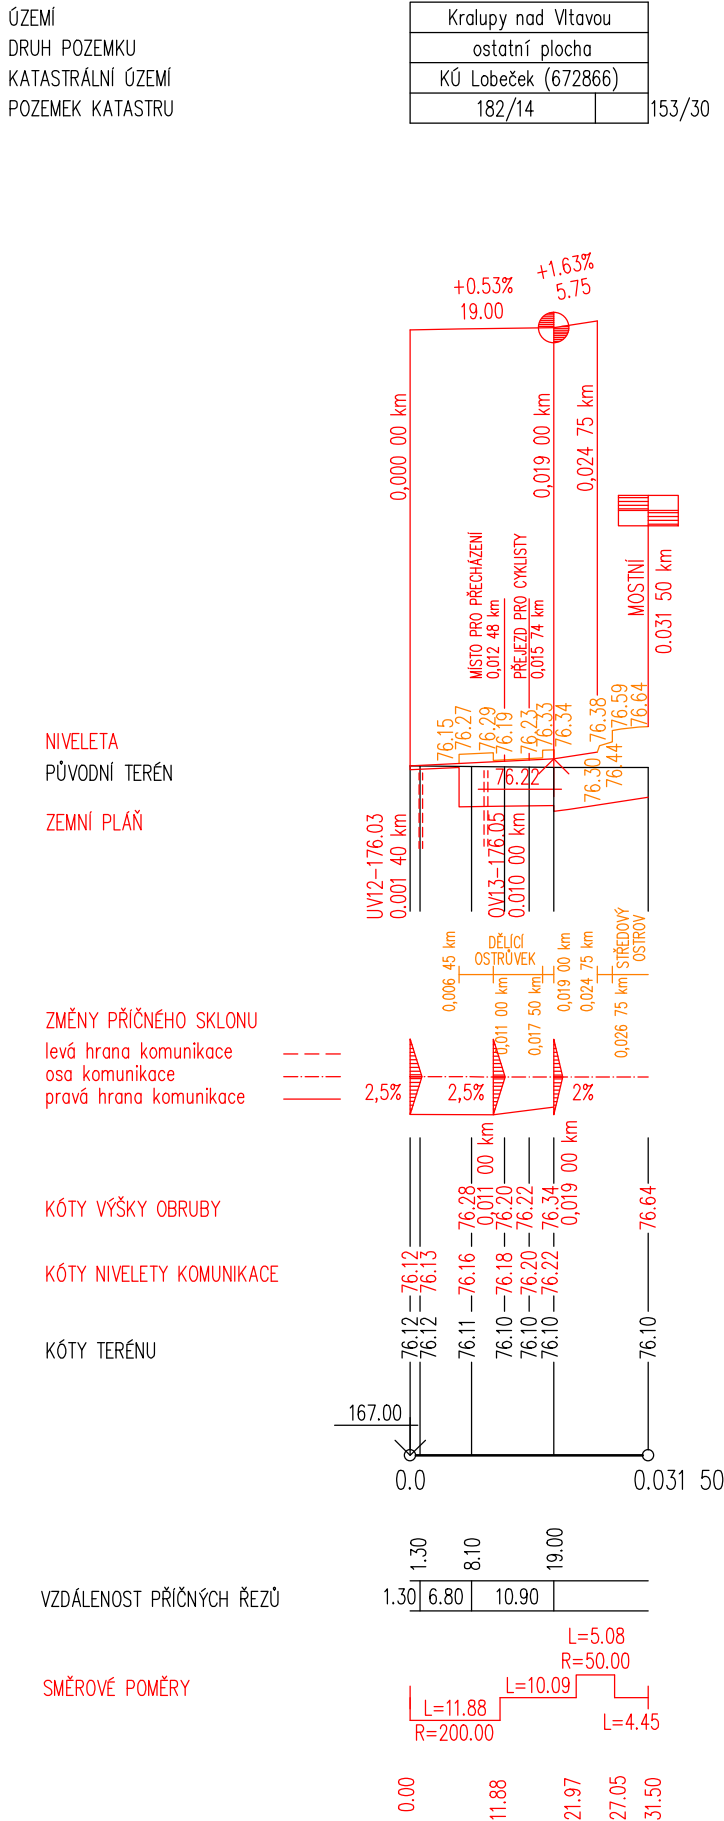 ÚZEMÍ
Kralupy nad Vltavou
DRUH POZEMKU
ostatní plocha
KATASTRÁLNÍ ÚZEMÍ
KÚ Lobeček (672866)
POZEMEK KATASTRU
182/14
153/30
+0.53%
19.00
+1.63%
5.75
0,000 00 km
0,019 00 km
0,024 75 km
MÍSTO PRO PŘECHÁZENÍ
0,012 48 km
PŘEJEZD PRO CYKLISTY
0,015 74 km
MOSTNÍ
0.031 50 km
NIVELETA
PŮVODNÍ TERÉN
ZEMNÍ PLÁŇ
76.15
76.27
76.29
76.19
76.23
76.33
76.34
76.38
76.59
76.64
76.30
76.44
76.22
UV12-176.03
0.001 40 km
OV13-176.05
0.010 00 km
0,006 45 km
DĚLÍCÍ
OSTRŮVEK
0,011 00 km
0,017 50 km
0,019 00 km
0,024 75 km
0,026 75 km
STŘEDOVÝ
OSTROV
ZMĚNY PŘÍČNÉHO SKLONU
levá hrana komunikace
osa komunikace
pravá hrana komunikace
2,5%
2,5%
2%
0,011 00 km
0,019 00 km
KÓTY VÝŠKY OBRUBY
76.28
76.20
76.22
76.34
76.64
KÓTY NIVELETY KOMUNIKACE
76.12
76.13
76.16
76.18
76.20
76.22
KÓTY TERÉNU
76.12
76.12
76.11
76.10
76.10
76.10
76.10
167.00
0.0
0.031 50
1.30
8.10
19.00
VZDÁLENOST PŘÍČNÝCH ŘEZŮ
1.30
6.80
10.90
SMĚROVÉ POMĚRY
L=11.88
R=200.00
L=10.09
L=5.08
R=50.00
L=4.45
0.00
11.88
21.97
27.05
31.50